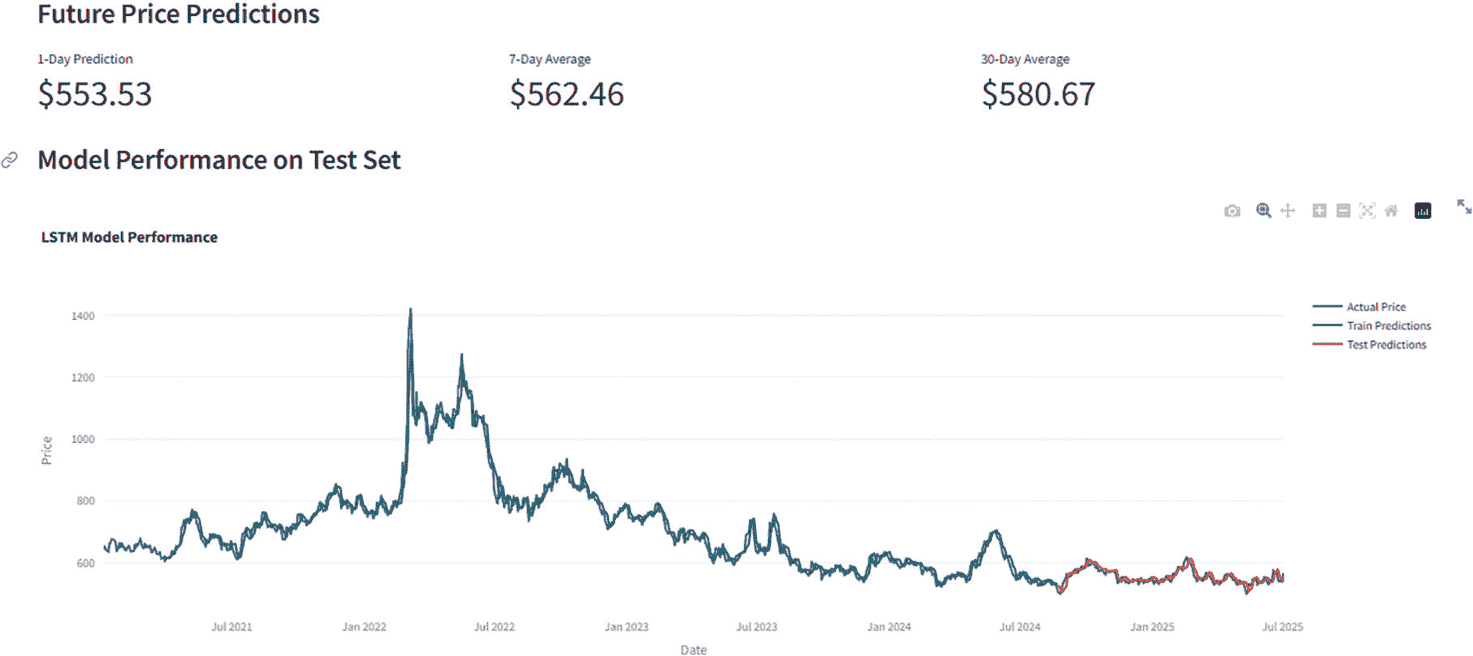 Future Price Predictions
1-Day Prediction 7-Day Average 30-Day Average
$553.53 $562.46 $580.67
Model Performance on Test Set
LSTM Model Performance
Actual Price
Train Predictions
Test Predictions
1400
1200
1000
800
600
Price
Jul 2021 Jan 2022 Jul 2022 Jan 2023 Jul 2023 Jan 2024 Jul 2024 Jan 2025 Jul 2025
Date